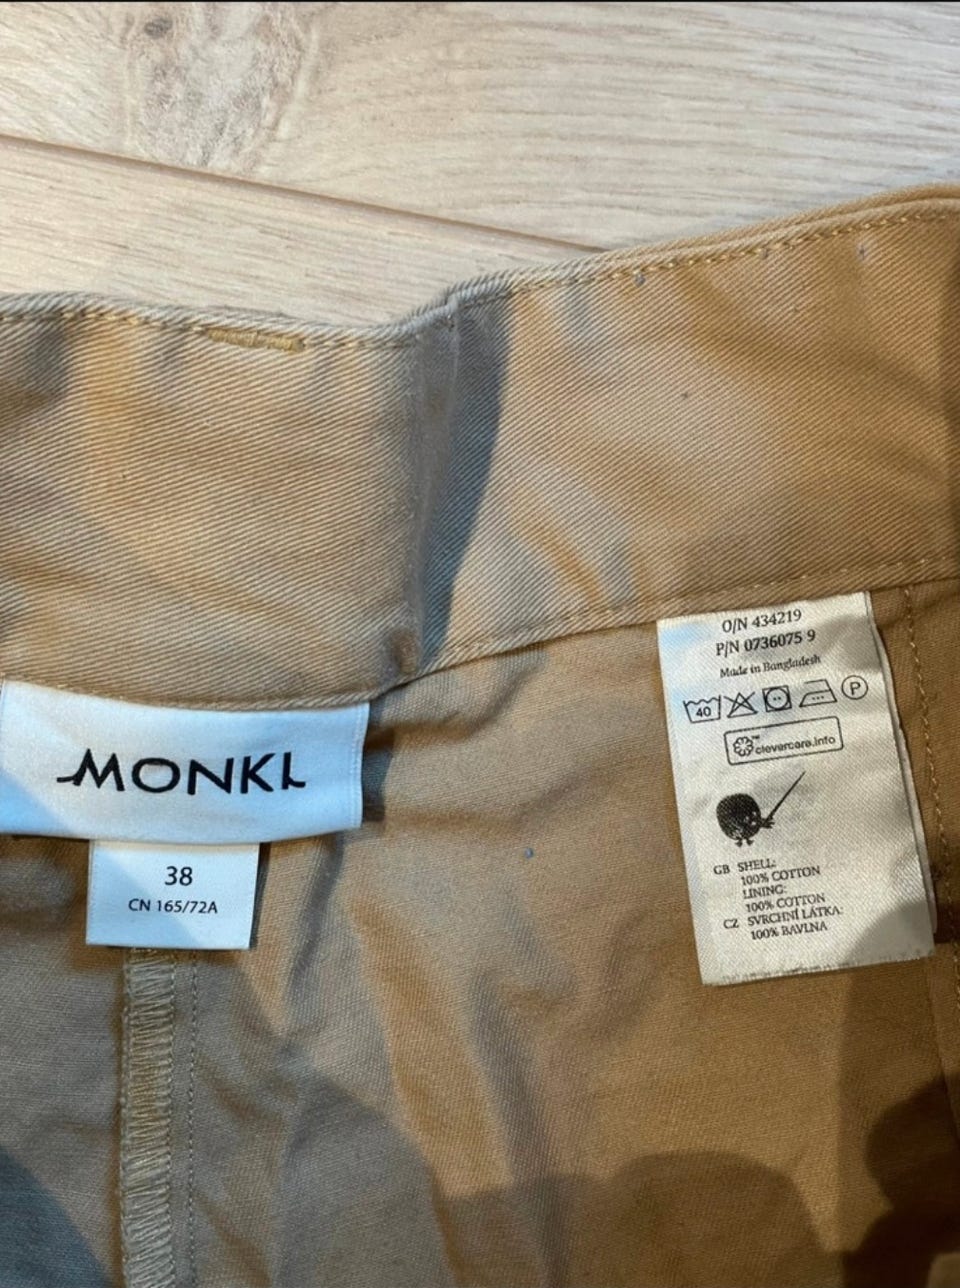 MONKI
38
CN 165/72A
O/N 434219
P/N 0736075 9
Made in Bangladesh
40 P
clevercare.info
GB SHELL:
100% COTTON
LINING:
100% COTTON
CZ SVRCHNÍ LÁTKA:
100% BAVLNA